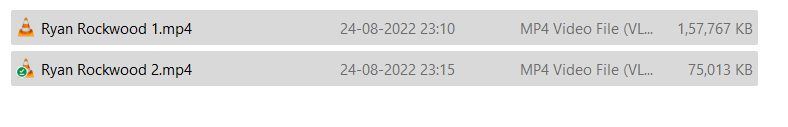 Ryan Rockwood 1.mp4 24-08-2022 23:10 MP4 Video File (VL... 1,57,767 KB
Ryan Rockwood 2.mp4 24-08-2022 23:15 MP4 Video File (VL... 75,013 KB